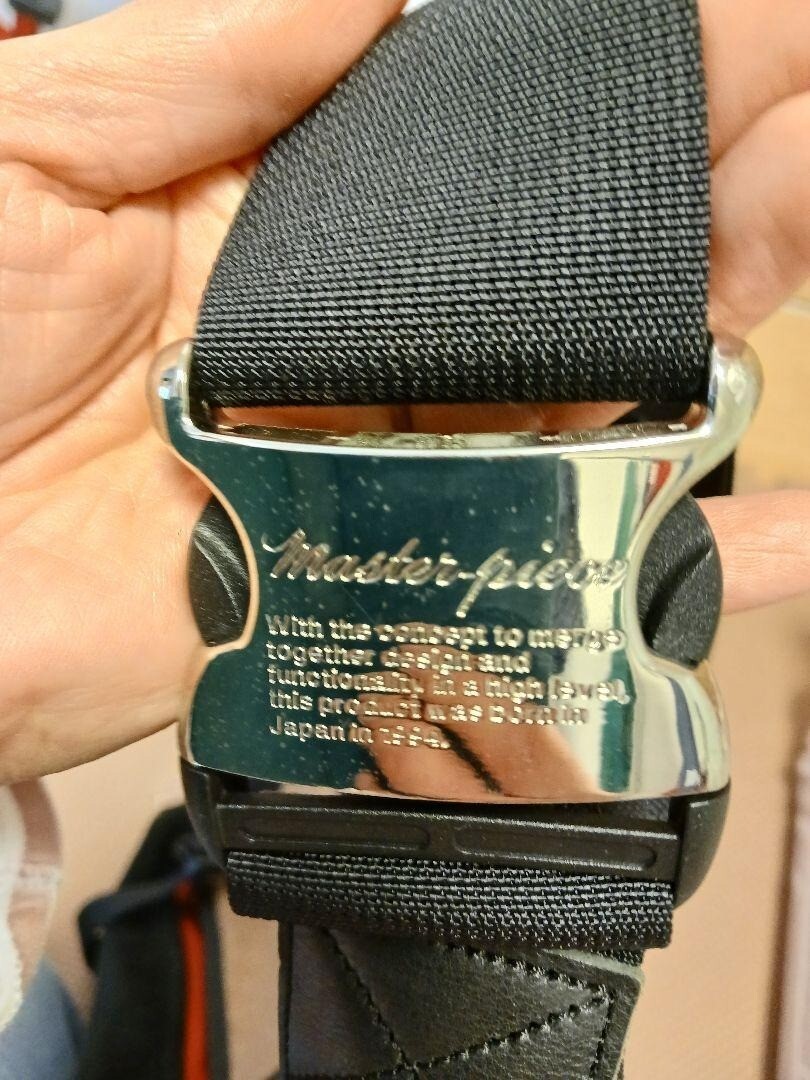 Master-piece
With the concept to merge
together design and
functionality in a high level,
this product was born in
Japan in 1994.